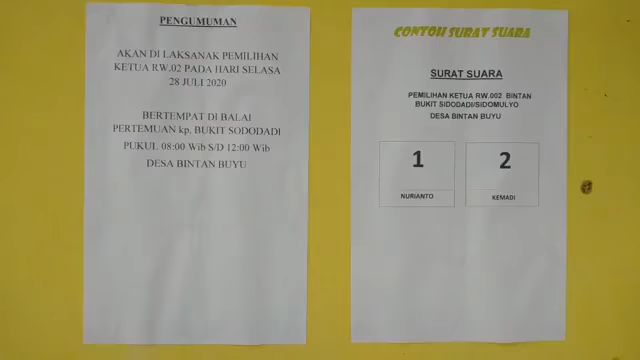 PENGUMUMAN
AKAN DI LAKSANAK PEMILIHAN
KETUA RW.02 PADA HARI SELASA
28 JULI 2020
BERTEMPAT DI BALAI
PERTEMUAN kp. BUKIT SODODADI
PUKUL 08:00 Wib S/D 12:00 Wib
DESA BINTAN BUYU
CONTOH SURAT SUARA
SURAT SUARA
PEMILIHAN KETUA RW.002 BINTAN
BUKIT SIDODADI/SIDOMULYO
DESA BINTAN BUYU
1
NURIANTO
2
KEMADI